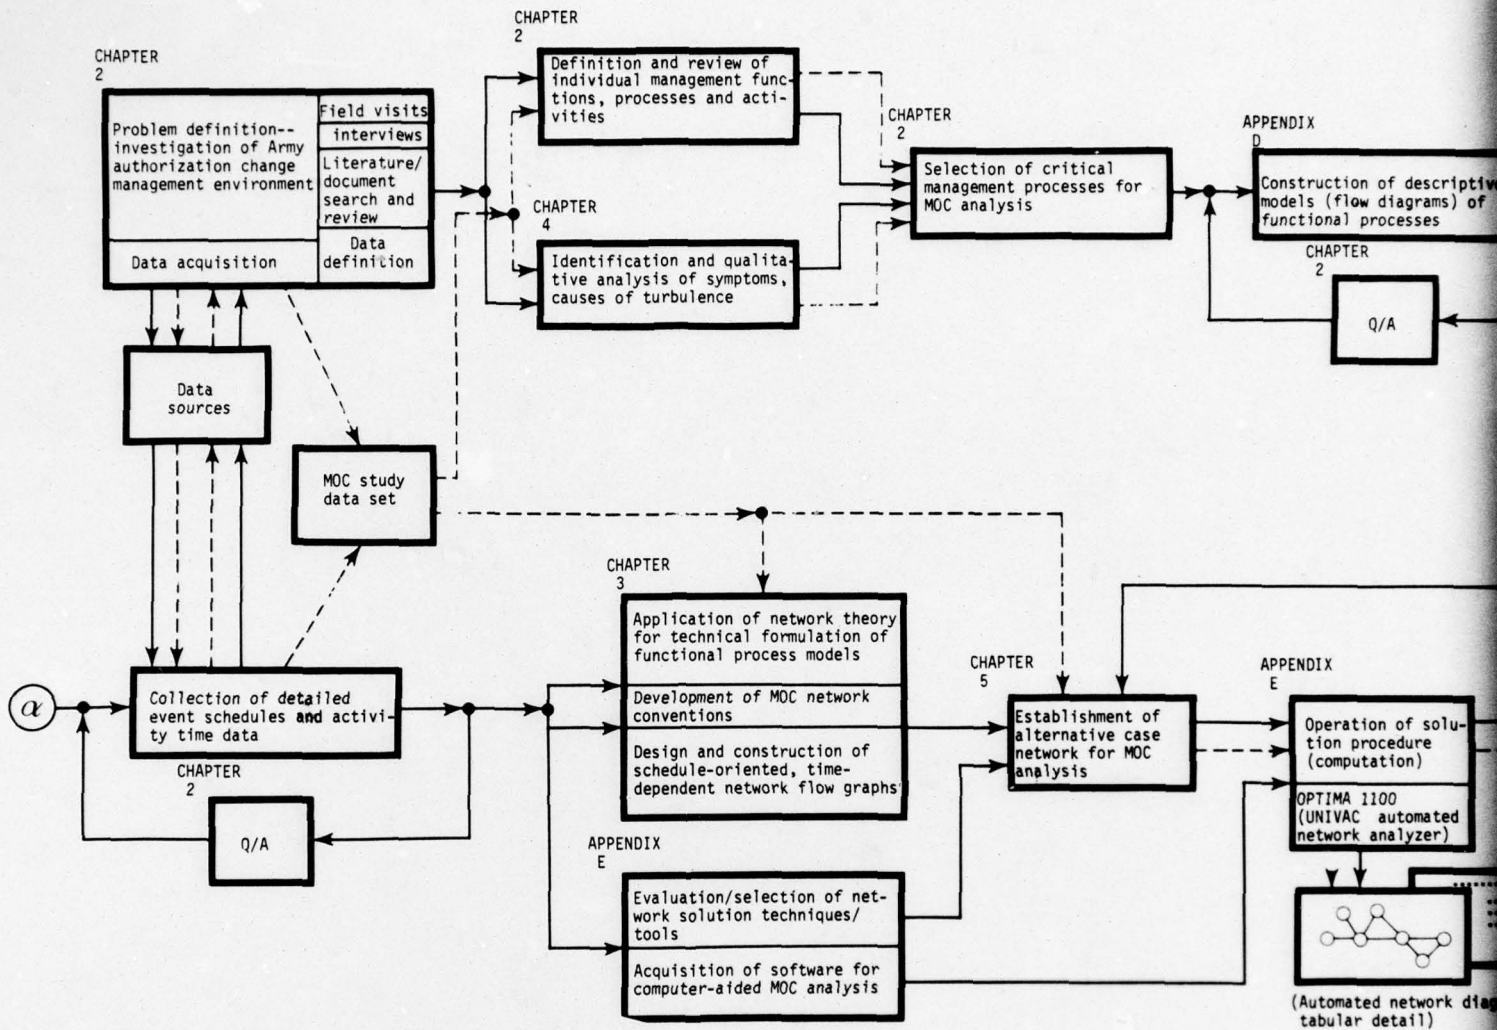 CHAPTER
2
Problem definition--
investigation of Army
authorization change
management environment
Data acquisition
Field visits
interviews
Literature/
document
search and
review
Data
definition
CHAPTER
2
Definition and review of
individual management func-
tions, processes and acti-
vities
CHAPTER
4
Identification and qualita-
tive analysis of symptoms,
causes of turbulence
CHAPTER
2
Selection of critical
management processes for
MOC analysis
APPENDIX
D
Construction of descriptive
models (flow diagrams) of
functional processes
CHAPTER
2
Q/A
Data
sources
MOC study
data set
α
Collection of detailed
event schedules and activi-
ty time data
CHAPTER
2
Q/A
CHAPTER
3
Application of network theory
for technical formulation of
functional process models
Development of MOC network
conventions
Design and construction of
schedule-oriented, time-
dependent network flow graphs
APPENDIX
E
Evaluation/selection of net-
work solution techniques/
tools
Acquisition of software for
computer-aided MOC analysis
CHAPTER
5
Establishment of
alternative case
network for MOC
analysis
APPENDIX
E
Operation of solu-
tion procedure
(computation)
OPTIMA 1100
(UNIVAC automated
network analyzer)
(Automated network diag
tabular detail)